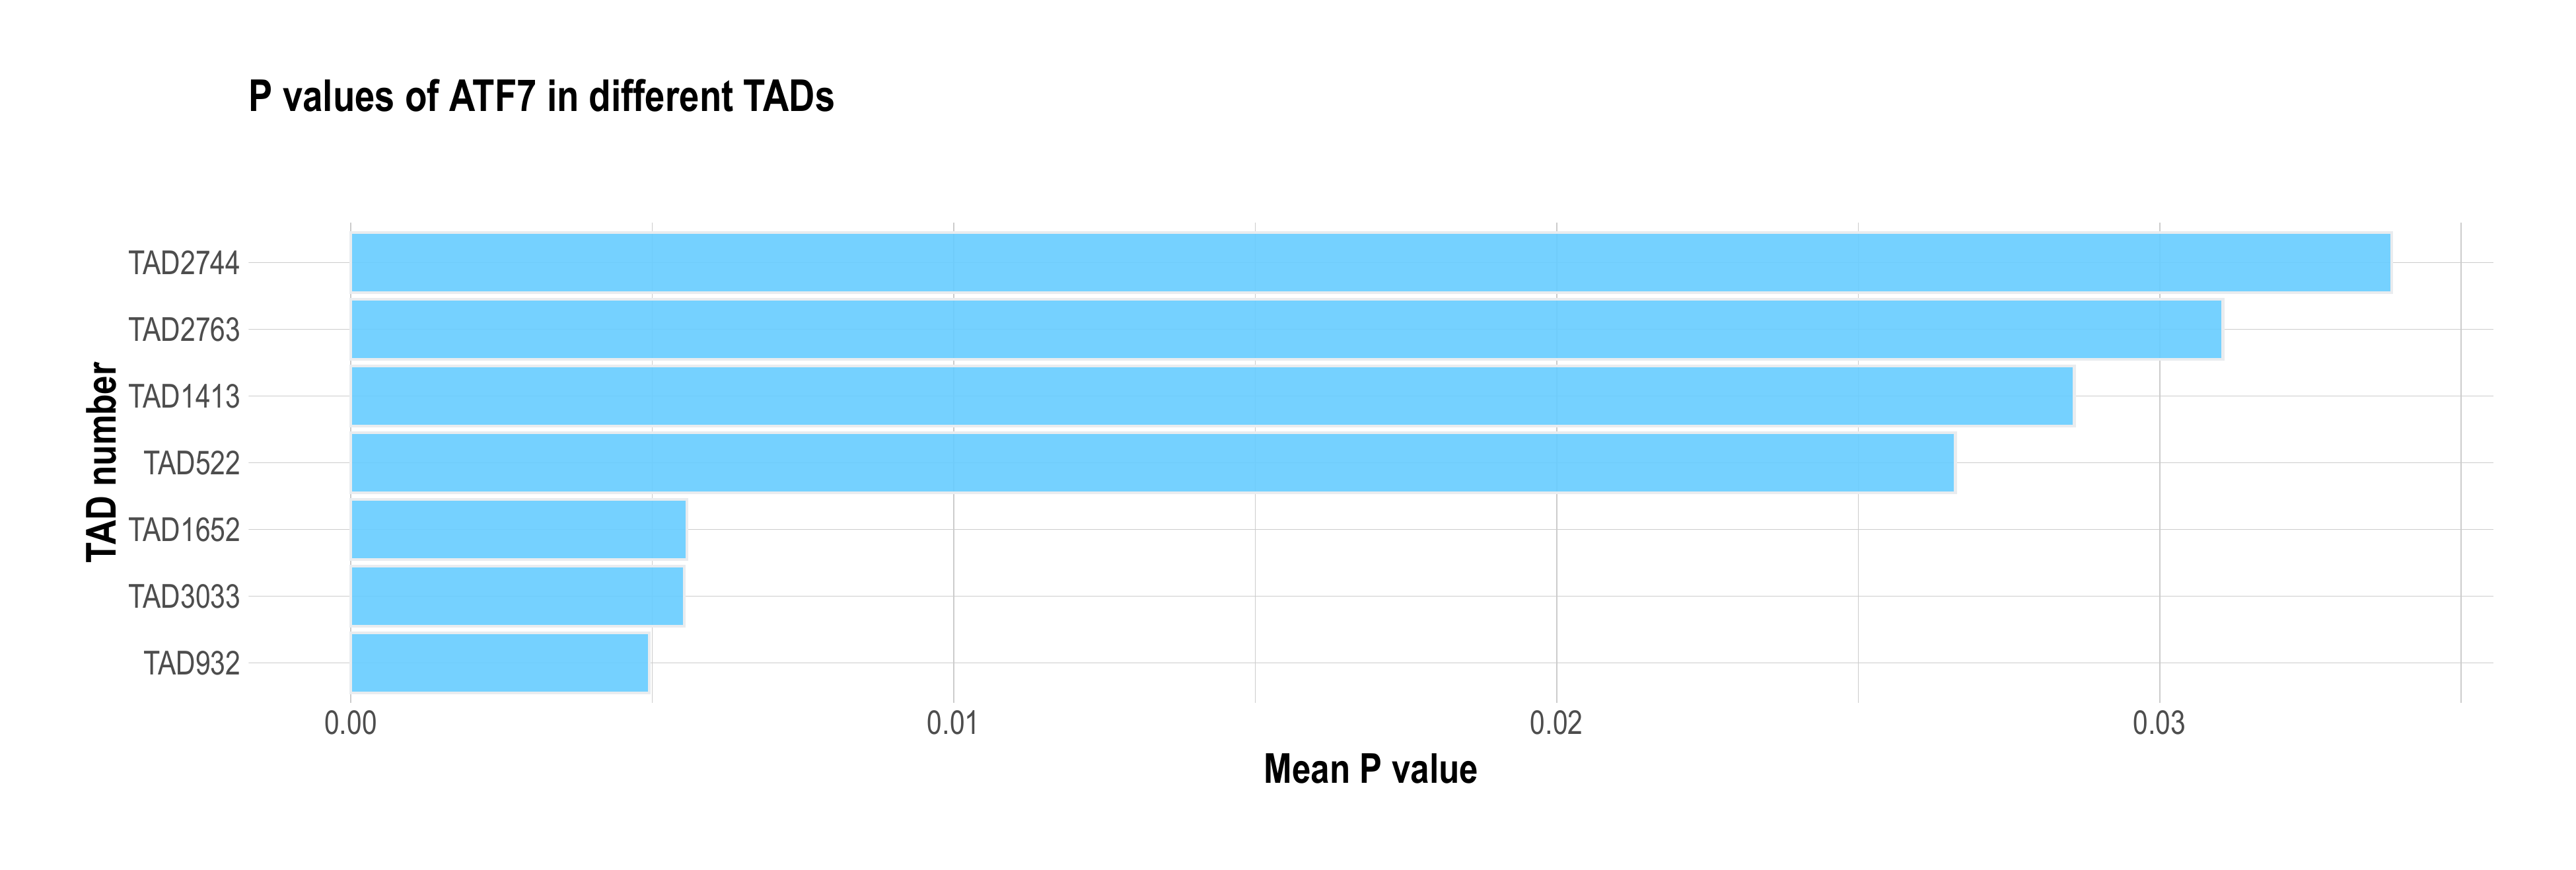 P values of ATF7 in different TADs
TAD number
TAD2744
TAD2763
TAD1413
TAD522
TAD1652
TAD3033
TAD932
0.00 0.01 0.02 0.03
Mean P value